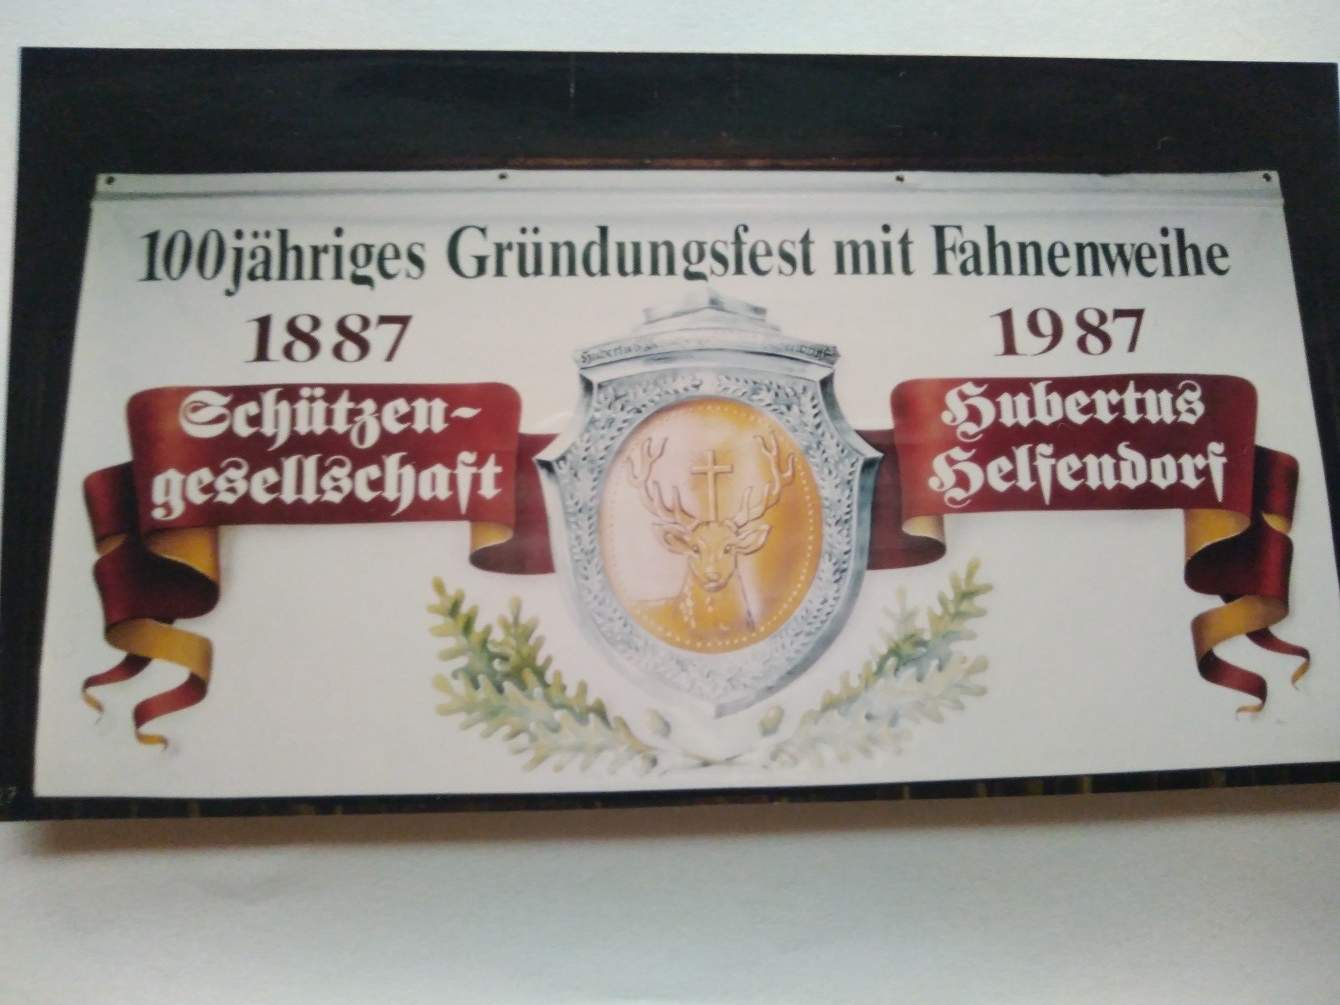 100jähriges Gründungsfest mit Fahnenweihe
1887
1987
Schützen-
gesellschaft
Hubertus
Helfendorf